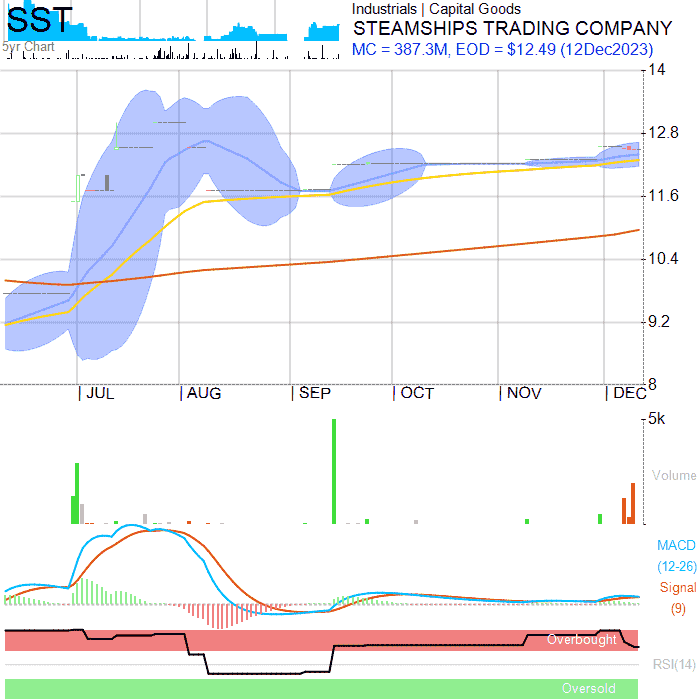 SST
5yr Chart
Industrials | Capital Goods
STEAMSHIPS TRADING COMPANY
MC = 387.3M, EOD = $12.49 (12Dec2023)
14
12.8
11.6
10.4
9.2
8
JUL
AUG
SEP
OCT
NOV
DEC
5k
Volume
MACD
(12-26)
Signal
(9)
Overbought
RSI(14)
Oversold